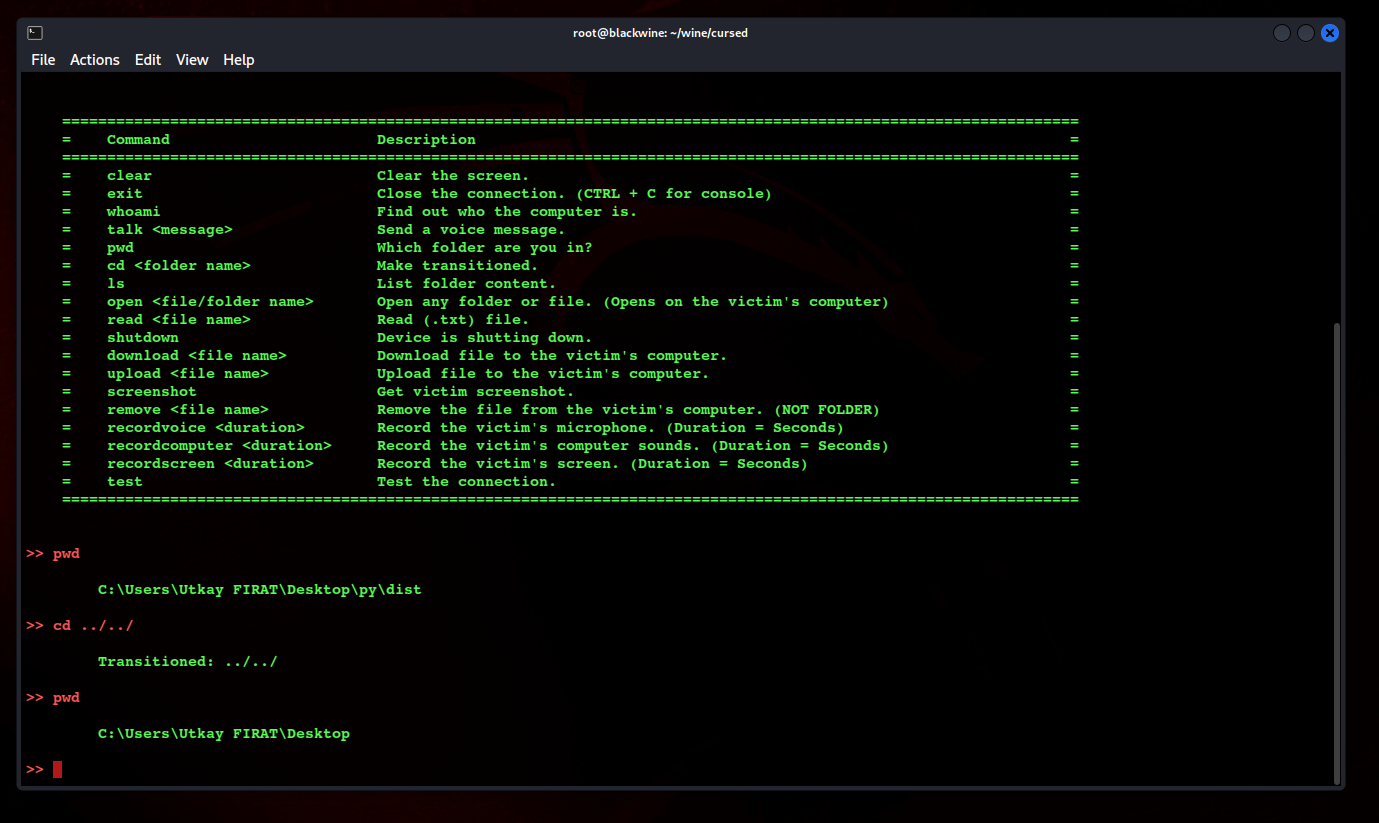 root@blackwine: ~/wine/cursed
File Actions Edit View Help
=================================================================================================================
= Command Description =
=================================================================================================================
= clear Clear the screen. =
= exit Close the connection. (CTRL + C for console) =
= whoami Find out who the computer is. =
= talk <message> Send a voice message. =
= pwd Which folder are you in? =
= cd <folder name> Make transitioned. =
= ls List folder content. =
= open <file/folder name> Open any folder or file. (Opens on the victim's computer) =
= read <file name> Read (.txt) file. =
= shutdown Device is shutting down. =
= download <file name> Download file to the victim's computer. =
= upload <file name> Upload file to the victim's computer. =
= screenshot Get victim screenshot. =
= remove <file name> Remove the file from the victim's computer. (NOT FOLDER) =
= recordvoice <duration> Record the victim's microphone. (Duration = Seconds) =
= recordcomputer <duration> Record the victim's computer sounds. (Duration = Seconds) =
= recordscreen <duration> Record the victim's screen. (Duration = Seconds) =
= test Test the connection. =
=================================================================================================================
>> pwd
C:\Users\Utkay FIRAT\Desktop\py\dist
>> cd ../../
Transitioned: ../../
>> pwd
C:\Users\Utkay FIRAT\Desktop
>>